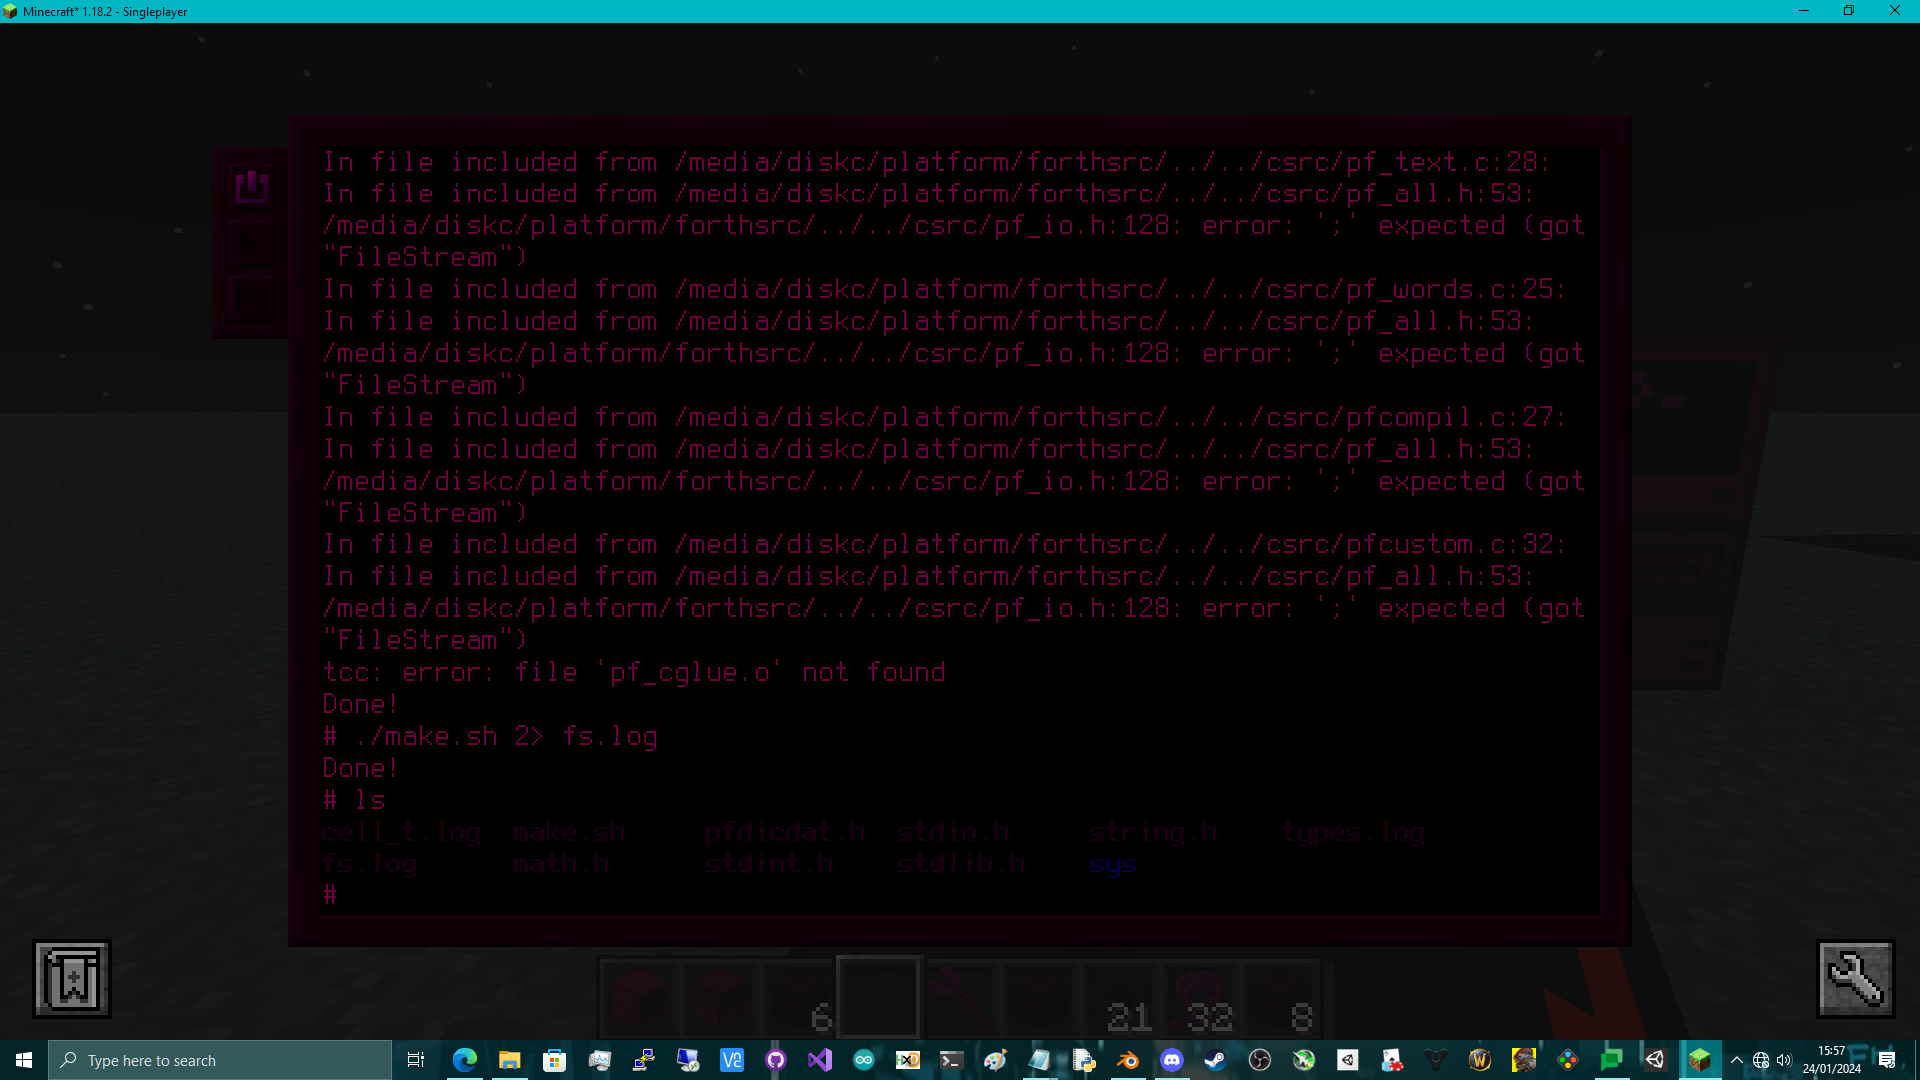 Minecraft* 1.18.2 - Singleplayer
In file included from /media/diskc/platform/forthsrc/../../csrc/pf_text.c:28:
In file included from /media/diskc/platform/forthsrc/../../csrc/pf_all.h:53:
/media/diskc/platform/forthsrc/../../csrc/pf_io.h:128: error: ';' expected (got
"FileStream")
In file included from /media/diskc/platform/forthsrc/../../csrc/pf_words.c:25:
In file included from /media/diskc/platform/forthsrc/../../csrc/pf_all.h:53:
/media/diskc/platform/forthsrc/../../csrc/pf_io.h:128: error: ';' expected (got
"FileStream")
In file included from /media/diskc/platform/forthsrc/../../csrc/pfcompil.c:27:
In file included from /media/diskc/platform/forthsrc/../../csrc/pf_all.h:53:
/media/diskc/platform/forthsrc/../../csrc/pf_io.h:128: error: ';' expected (got
"FileStream")
In file included from /media/diskc/platform/forthsrc/../../csrc/pfcustom.c:32:
In file included from /media/diskc/platform/forthsrc/../../csrc/pf_all.h:53:
/media/diskc/platform/forthsrc/../../csrc/pf_io.h:128: error: ';' expected (got
"FileStream")
tcc: error: file 'pf_cglue.o' not found
Done!
# ./make.sh 2> fs.log
Done!
# ls
cell_t.log make.sh pfdicdat.h stdio.h string.h types.log
fs.log math.h stdint.h stdlib.h sys
#
6 21 32 8
Type here to search
15:57
24/01/2024